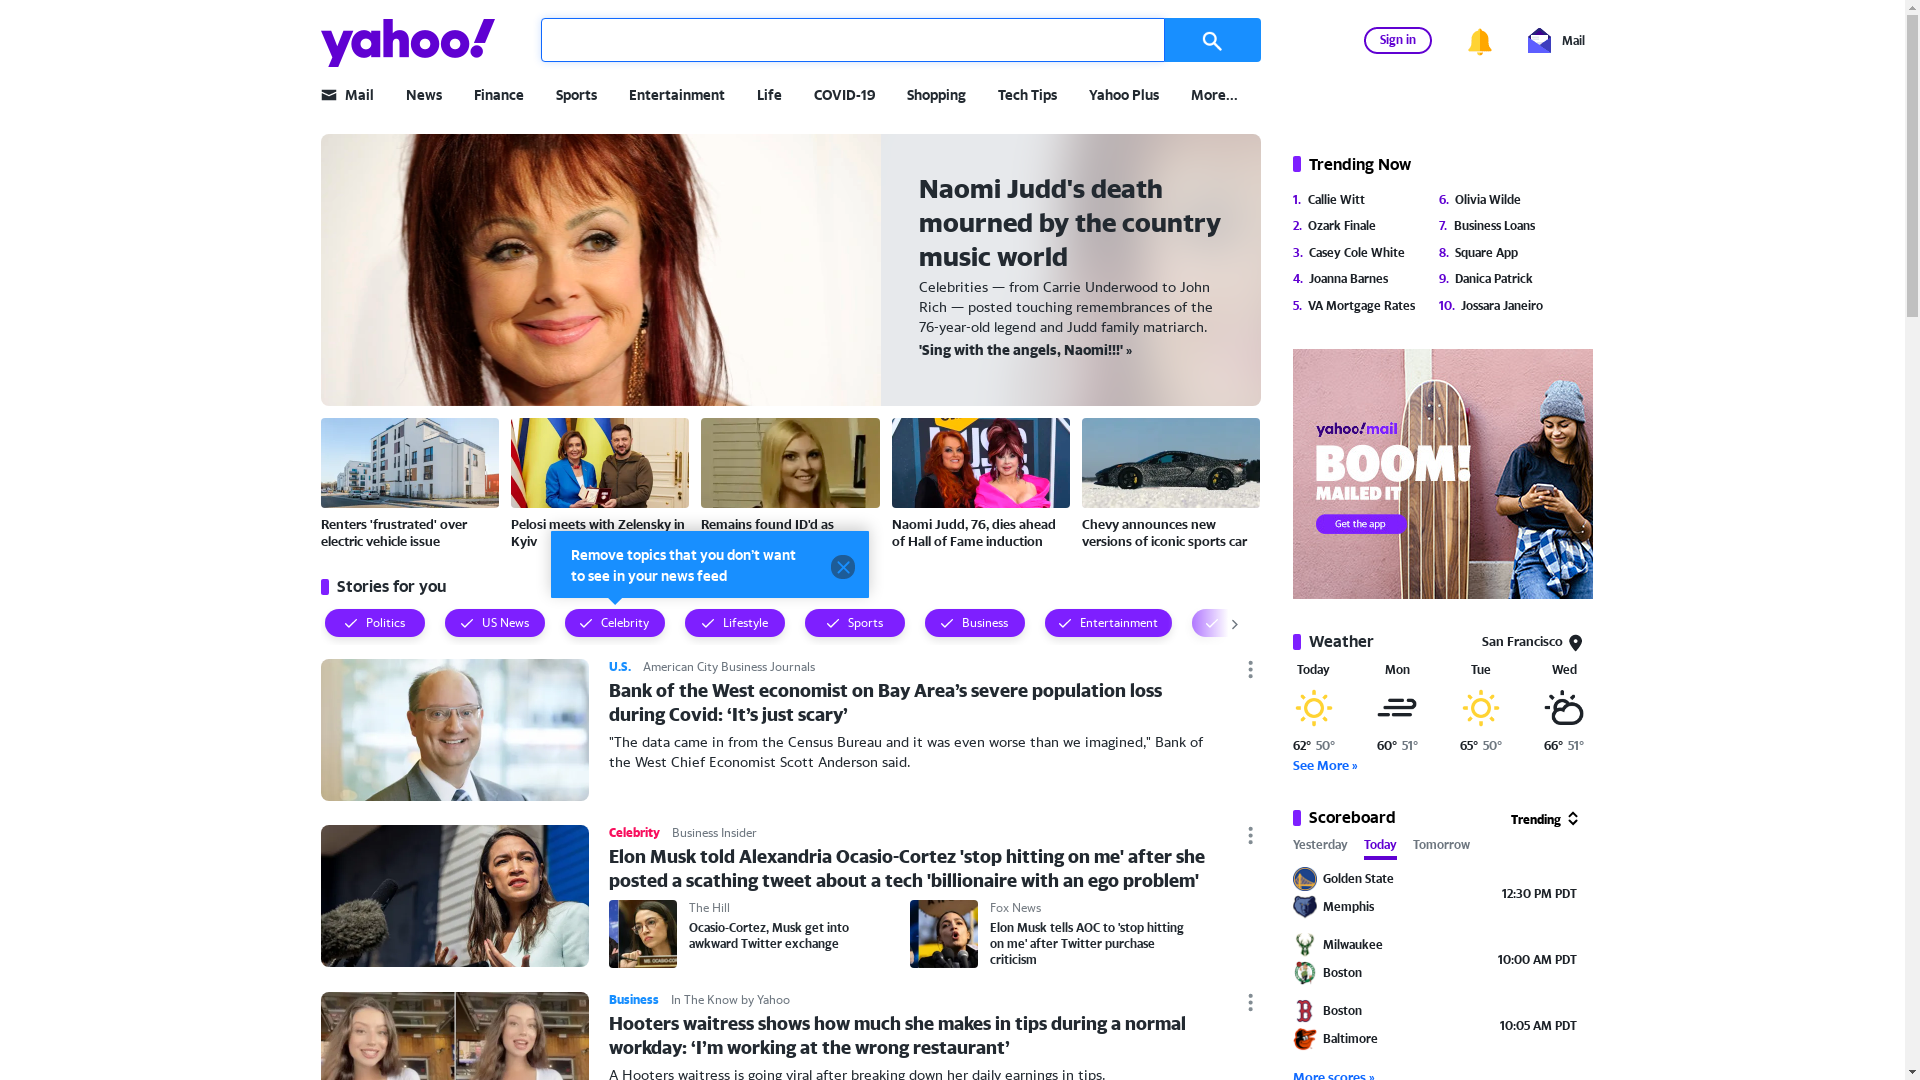 yahoo!
Sign in
Mail
Mail
News
Finance
Sports
Entertainment
Life
COVID-19
Shopping
Tech Tips
Yahoo Plus
More...
Naomi Judd's death
mourned by the country
music world
Celebrities — from Carrie Underwood to John
Rich — posted touching remembrances of the
76-year-old legend and Judd family matriarch.
'Sing with the angels, Naomi!!!' »
Renters 'frustrated' over
electric vehicle issue
Pelosi meets with Zelensky in
Kyiv
Remains found ID'd as
Naomi Judd, 76, dies ahead
of Hall of Fame induction
Chevy announces new
versions of iconic sports car
Remove topics that you don't want
to see in your news feed
Stories for you
Politics
US News
Celebrity
Lifestyle
Sports
Business
Entertainment
U.S. American City Business Journals
Bank of the West economist on Bay Area’s severe population loss
during Covid: ‘It’s just scary’
"The data came in from the Census Bureau and it was even worse than we imagined," Bank of
the West Chief Economist Scott Anderson said.
Celebrity Business Insider
Elon Musk told Alexandria Ocasio-Cortez 'stop hitting on me' after she
posted a scathing tweet about a tech 'billionaire with an ego problem'
The Hill
Ocasio-Cortez, Musk get into
awkward Twitter exchange
Fox News
Elon Musk tells AOC to 'stop hitting
on me' after Twitter purchase
criticism
Business In The Know by Yahoo
Hooters waitress shows how much she makes in tips during a normal
workday: ‘I’m working at the wrong restaurant’
A Hooters waitress is going viral after breaking down her daily earnings in tips.
Trending Now
1. Callie Witt
2. Ozark Finale
3. Casey Cole White
4. Joanna Barnes
5. VA Mortgage Rates
6. Olivia Wilde
7. Business Loans
8. Square App
9. Danica Patrick
10. Jossara Janeiro
yahoo!mail
BOOM!
MAILED IT
Get the app
Weather
San Francisco
Today Mon Tue Wed
62° 50° 60° 51° 65° 50° 66° 51°
See More »
Scoreboard
Trending
Yesterday Today Tomorrow
Golden State
Memphis
12:30 PM PDT
Milwaukee
Boston
10:00 AM PDT
Boston
Baltimore
10:05 AM PDT
More scores »